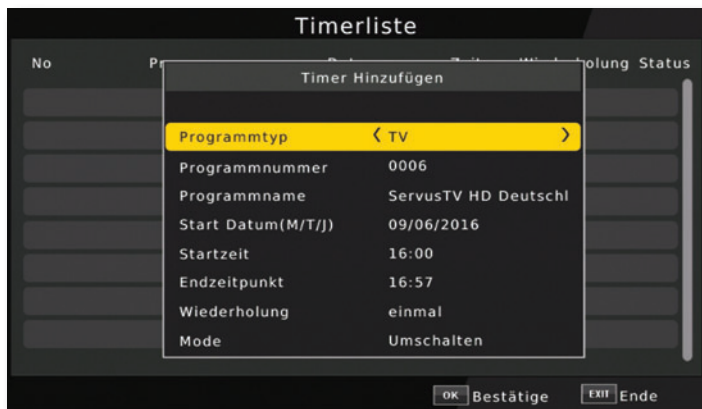 Timerliste
No Status
Timer Hinzufügen
Programmtyp < TV >
Programmnummer 0006
Programmname ServusTV HD Deutschl
Start Datum(M/T/J) 09/06/2016
Startzeit 16:00
Endzeitpunkt 16:57
Wiederholung einmal
Mode Umschalten
OK Bestätige EXIT Ende